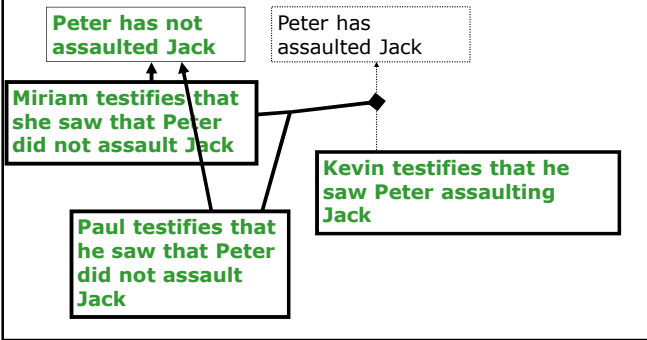 Peter has not
assaulted Jack
Peter has
assaulted Jack
Miriam testifies that
she saw that Peter
did not assault Jack
Kevin testifies that he
saw Peter assaulting
Jack
Paul testifies that
he saw that Peter
did not assault
Jack